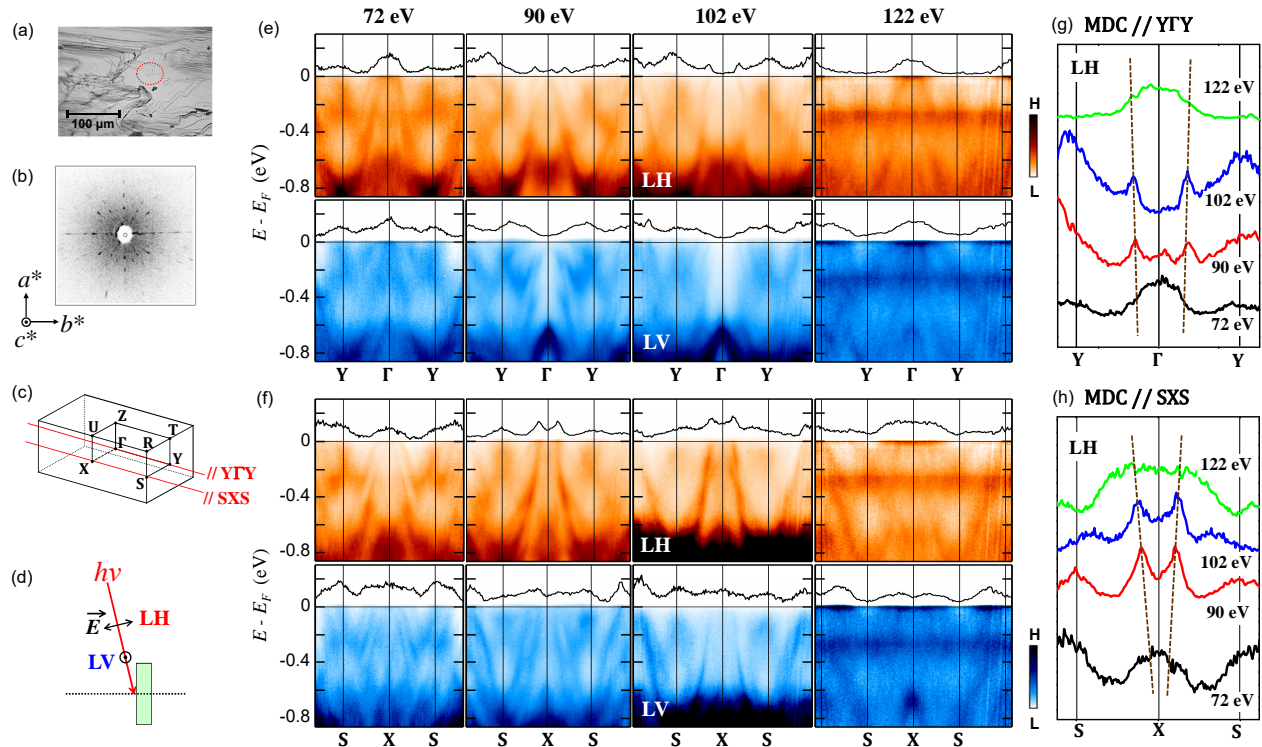 72 eV 90 eV 102 eV 122 eV
(a)
100 μm
(b)
a*
c* b*
(c)
Z
U T
Γ R
X Y
S
// YΓY
// SXS
(d)
hν
E LH
LV
(e)
0
-0.4
-0.8
E - E_F (eV)
LH
0
-0.4
-0.8
LV
Y Γ Y Y Γ Y Y Γ Y Y Γ Y
H
L
(f)
0
-0.4
-0.8
E - E_F (eV)
LH
0
-0.4
-0.8
LV
S X S S X S S X S S X S
H
L
(g) MDC // YΓY
LH
122 eV
102 eV
90 eV
72 eV
Y Γ Y
(h) MDC // SXS
LH
122 eV
102 eV
90 eV
72 eV
S X S